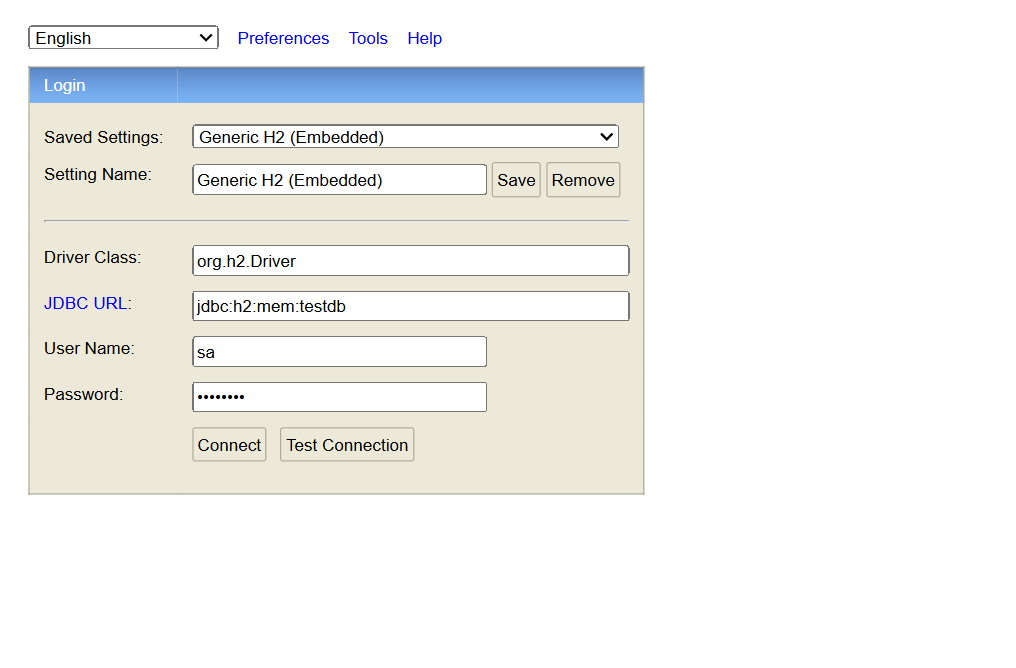 English Preferences Tools Help
Login
Saved Settings: Generic H2 (Embedded)
Setting Name: Generic H2 (Embedded) Save Remove
Driver Class: org.h2.Driver
JDBC URL: jdbc:h2:mem:testdb
User Name: sa
Password: ••••••••
Connect Test Connection